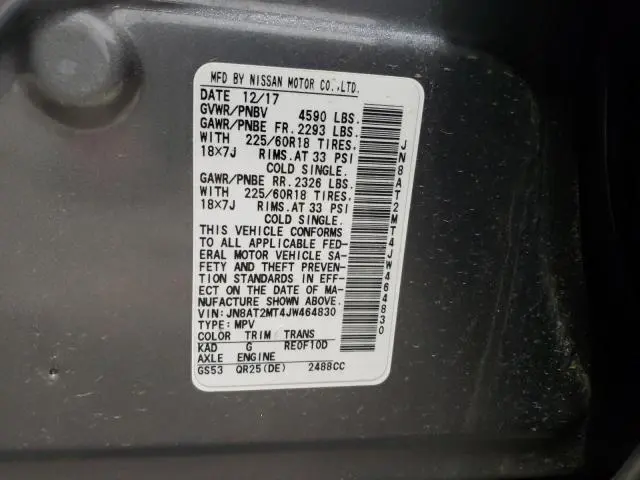 MFD BY NISSAN MOTOR CO.,LTD.
DATE 12/17
GVWR/PNBV 4590 LBS.
GAWR/PNBE FR. 2293 LBS.
WITH 225/60R18 TIRES,
18×7J RIMS.AT 33 PSI
COLD SINGLE.
GAWR/PNBE RR. 2326 LBS.
WITH 225/60R18 TIRES,
18×7J RIMS.AT 33 PSI
COLD SINGLE.
THIS VEHICLE CONFORMS
TO ALL APPLICABLE FED-
ERAL MOTOR VEHICLE SA-
FETY AND THEFT PREVEN-
TION STANDARDS IN EFF-
ECT ON THE DATE OF MA-
NUFACTURE SHOWN ABOVE.
VIN:JN8AT2MT4JW464830
TYPE:MPV
COLOR TRIM TRANS
KAD G RE0F10D
AXLE ENGINE
GS53 QR25(DE) 2488CC
JN8AT2MT4JW464830